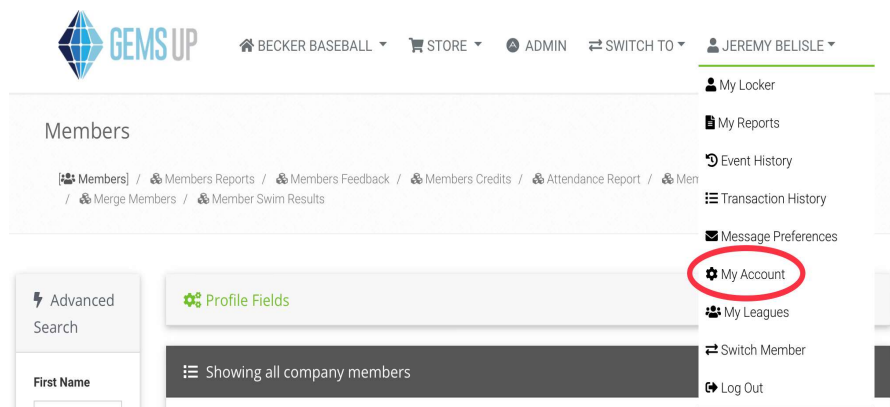 GEMS UP
BECKER BASEBALL STORE ADMIN SWITCH TO JEREMY BELISLE
My Locker
My Reports
Event History
Transaction History
Message Preferences
My Account
My Leagues
Switch Member
Log Out
Members
[Members] / Members Reports / Members Feedback / Members Credits / Attendance Report /
/ Merge Members / Member Swim Results
Advanced
Search
First Name
Profile Fields
Showing all company members